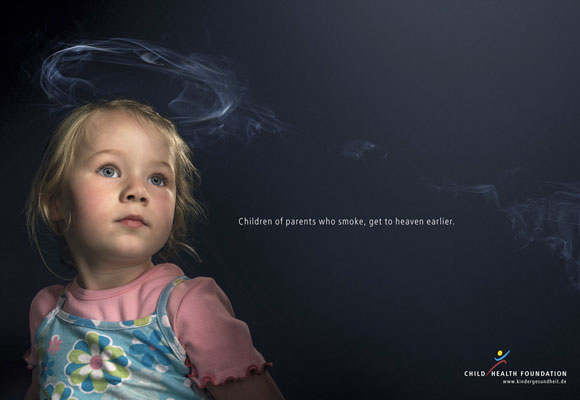 Children of parents who smoke, get to heaven earlier.
CHILD HEALTH FOUNDATION
www.kindergesundheit.de